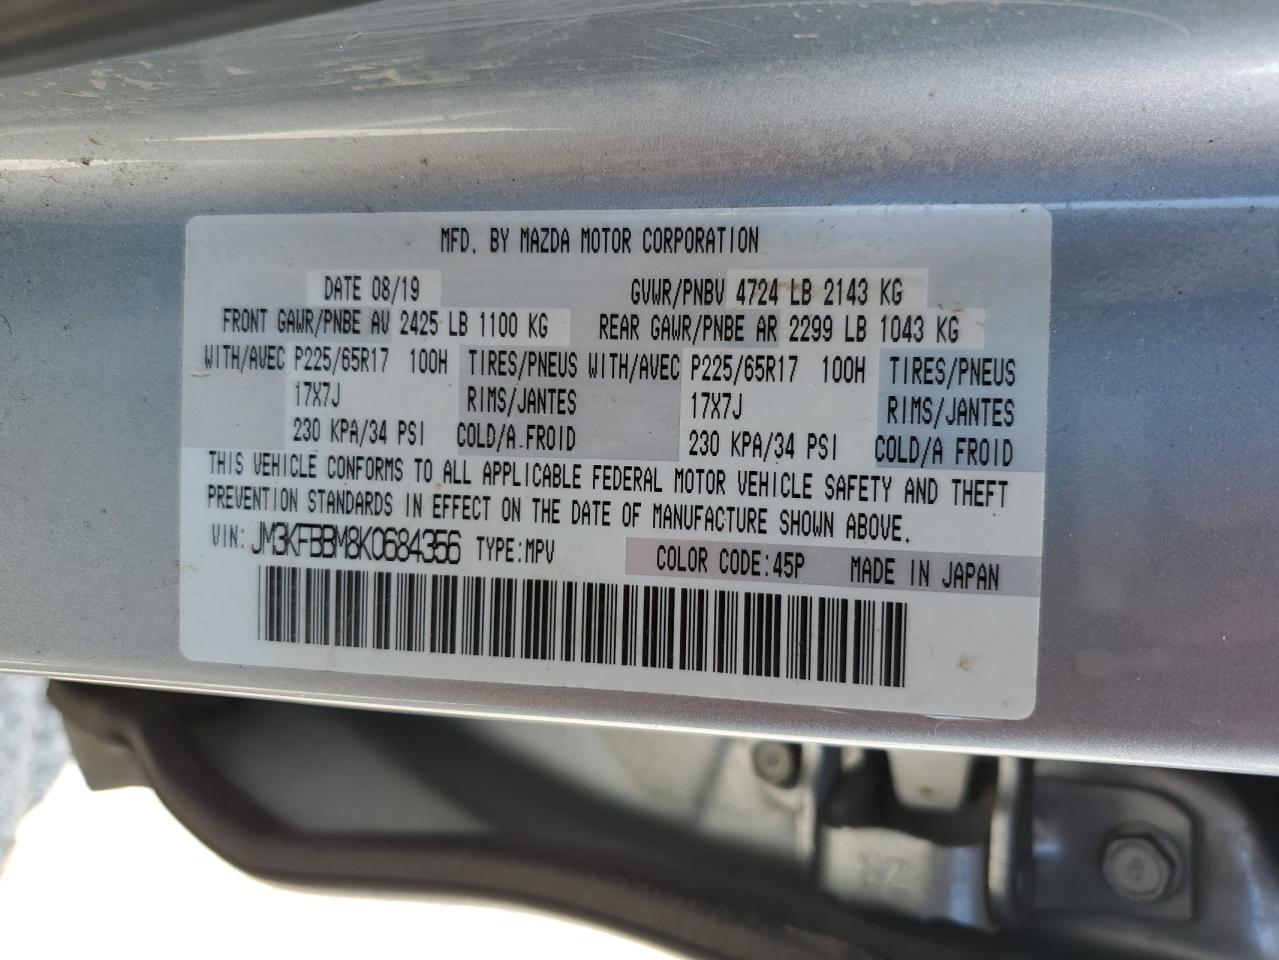 MFD. BY MAZDA MOTOR CORPORATION
DATE 08/19 GVWR/PNBV 4724 LB 2143 KG
FRONT GAWR/PNBE AV 2425 LB 1100 KG REAR GAWR/PNBE AR 2299 LB 1043 KG
WITH/AVEC P225/65R17 100H TIRES/PNEUS WITH/AVEC P225/65R17 100H TIRES/PNEUS
17X7J RIMS/JANTES 17X7J RIMS/JANTES
230 KPA/34 PSI COLD/A FROID 230 KPA/34 PSI COLD/A FROID
THIS VEHICLE CONFORMS TO ALL APPLICABLE FEDERAL MOTOR VEHICLE SAFETY AND THEFT
PREVENTION STANDARDS IN EFFECT ON THE DATE OF MANUFACTURE SHOWN ABOVE.
VIN: JM3KFBBM8K0684356 TYPE:MPV COLOR CODE:45P MADE IN JAPAN